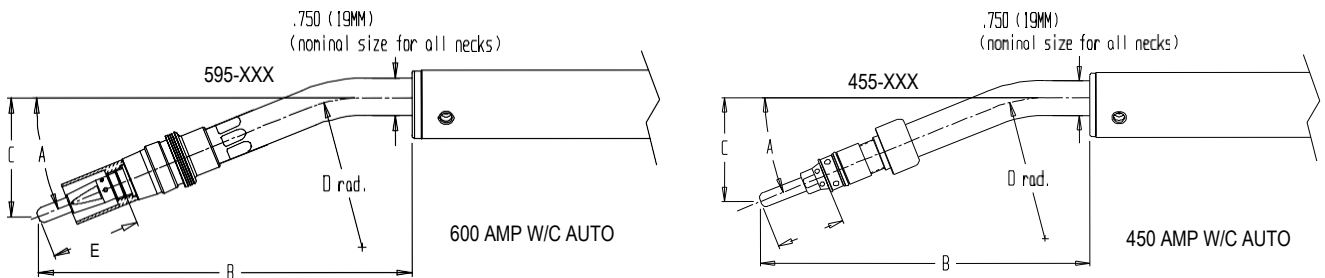 .750 (19MM)
(nominal size for all necks)
595-XXX
C
A
D rad.
E
B
600 AMP W/C AUTO
.750 (19MM)
(nominal size for all necks)
455-XXX
C
A
D rad.
B
450 AMP W/C AUTO